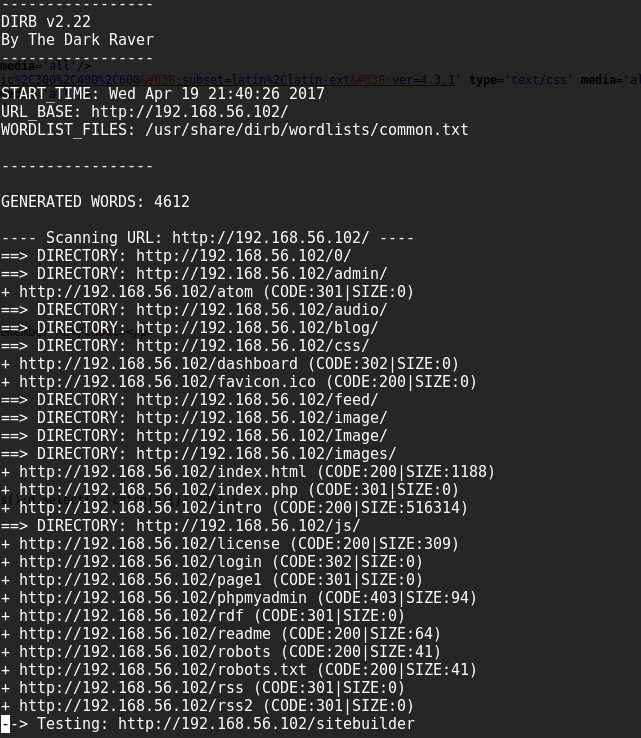 -----------------
DIRB v2.22
By The Dark Raver
-----------------
media='all'/>
ic%2C300%2C400%2C600&#038;subset=latin%2Clatin-ext&#038;ver=4.3.1' type='text/css' media='al
START_TIME: Wed Apr 19 21:40:26 2017
URL_BASE: http://192.168.56.102/
WORDLIST_FILES: /usr/share/dirb/wordlists/common.txt
-----------------
GENERATED WORDS: 4612
---- Scanning URL: http://192.168.56.102/ ----
==> DIRECTORY: http://192.168.56.102/0/
==> DIRECTORY: http://192.168.56.102/admin/
+ http://192.168.56.102/atom (CODE:301|SIZE:0)
==> DIRECTORY: http://192.168.56.102/audio/
==> DIRECTORY: http://192.168.56.102/blog/
==> DIRECTORY: http://192.168.56.102/css/
+ http://192.168.56.102/dashboard (CODE:302|SIZE:0)
+ http://192.168.56.102/favicon.ico (CODE:200|SIZE:0)
==> DIRECTORY: http://192.168.56.102/feed/
==> DIRECTORY: http://192.168.56.102/image/
==> DIRECTORY: http://192.168.56.102/Image/
==> DIRECTORY: http://192.168.56.102/images/
+ http://192.168.56.102/index.html (CODE:200|SIZE:1188)
+ http://192.168.56.102/index.php (CODE:301|SIZE:0)
+ http://192.168.56.102/intro (CODE:200|SIZE:516314)
==> DIRECTORY: http://192.168.56.102/js/
+ http://192.168.56.102/license (CODE:200|SIZE:309)
+ http://192.168.56.102/login (CODE:302|SIZE:0)
+ http://192.168.56.102/page1 (CODE:301|SIZE:0)
+ http://192.168.56.102/phpmyadmin (CODE:403|SIZE:94)
+ http://192.168.56.102/rdf (CODE:301|SIZE:0)
+ http://192.168.56.102/readme (CODE:200|SIZE:64)
+ http://192.168.56.102/robots (CODE:200|SIZE:41)
+ http://192.168.56.102/robots.txt (CODE:200|SIZE:41)
+ http://192.168.56.102/rss (CODE:301|SIZE:0)
+ http://192.168.56.102/rss2 (CODE:301|SIZE:0)
--> Testing: http://192.168.56.102/sitebuilder